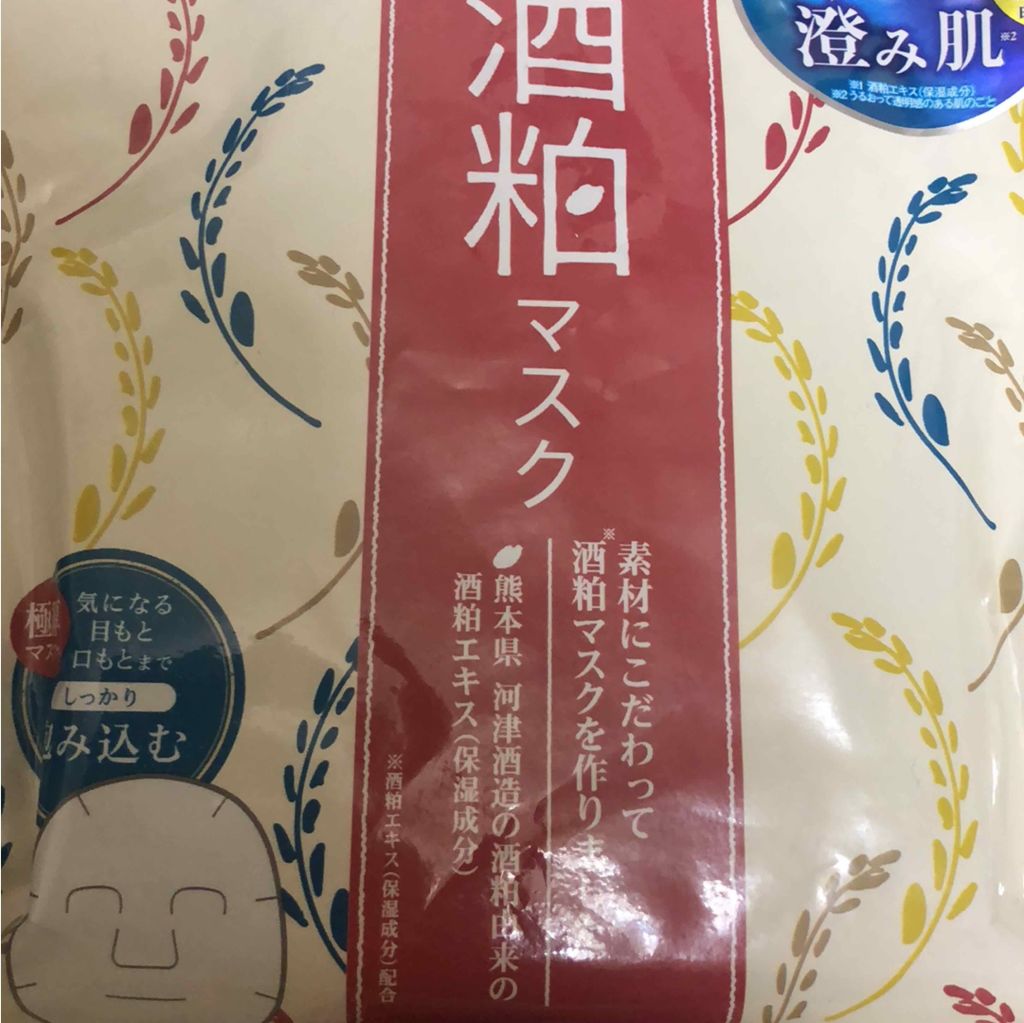 酒粕
マスク
澄み肌※2
※1 酒粕エキス(保湿成分)
※2 うるおって透明感のある肌のこと
素材にこだわって
※酒粕マスクを作りま
熊本県 河津酒造の酒粕由来の
酒粕エキス(保湿成分)
※酒粕エキス(保湿成分)配合
極
マス
気になる
目もと
口もとまで
しっかり
み込む